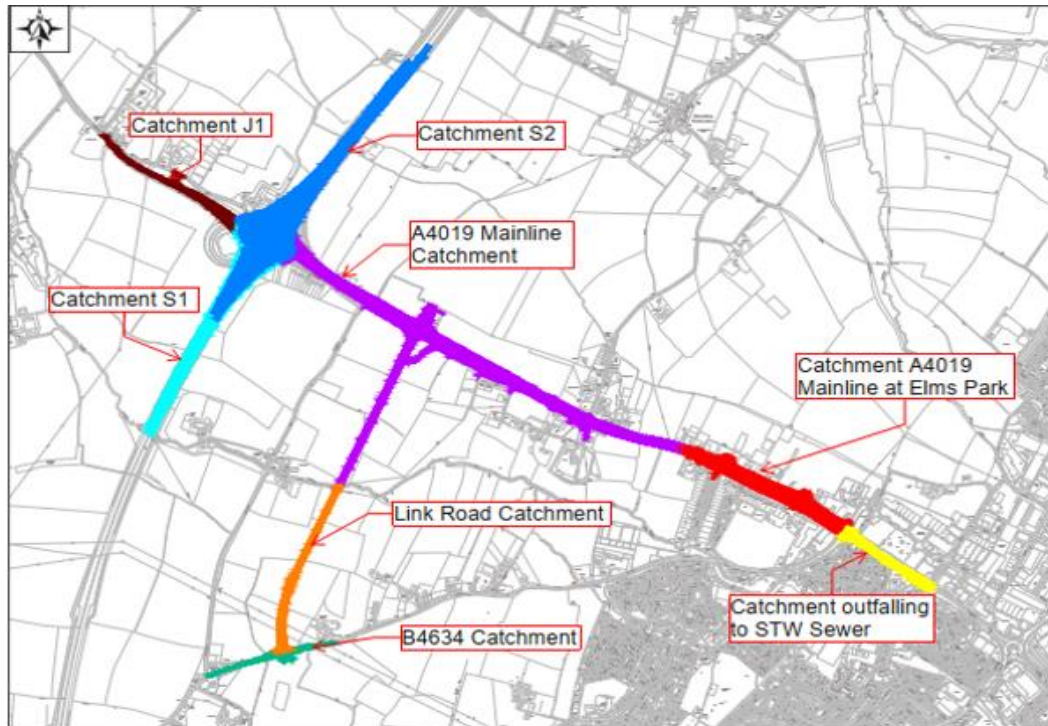 Catchment J1
Catchment S2
A4019 Mainline
Catchment
Catchment S1
Catchment A4019
Mainline at Elms Park
Link Road Catchment
Catchment outfalling
to STW Sewer
B4634 Catchment